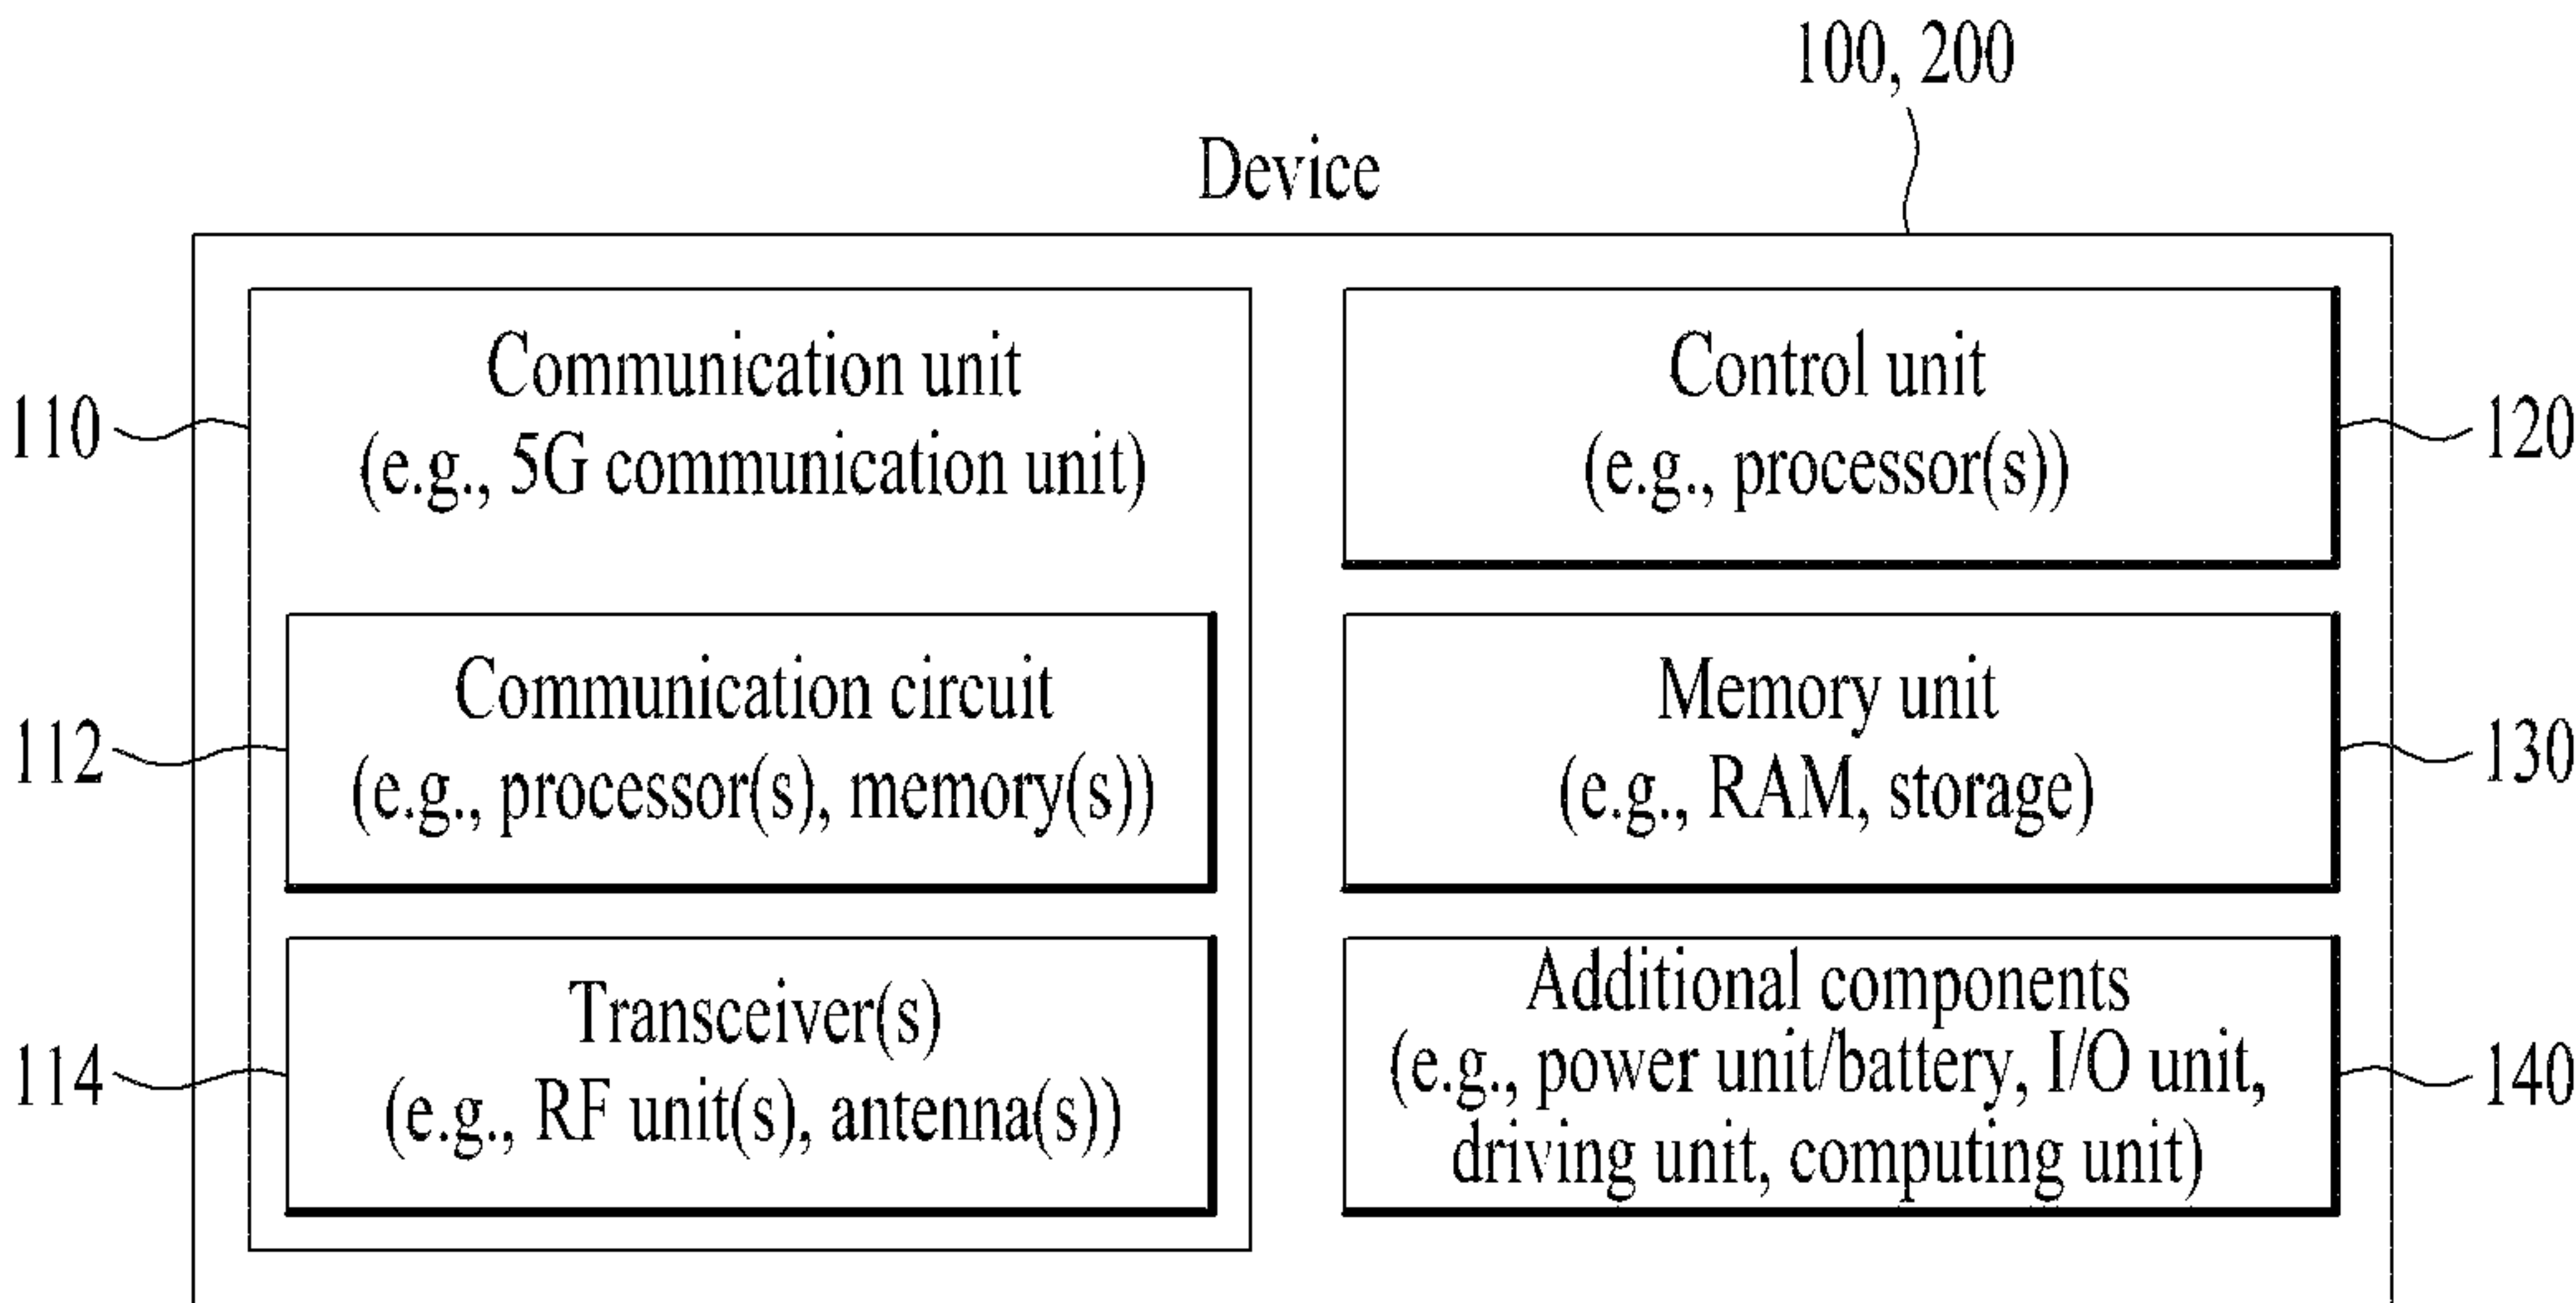 100, 200
Device
110
Communication unit
(e.g., 5G communication unit)
112
Communication circuit
(e.g., processor(s), memory(s))
114
Transceiver(s)
(e.g., RF unit(s), antenna(s))
Control unit
(e.g., processor(s))
120
Memory unit
(e.g., RAM, storage)
130
Additional components
(e.g., power unit/battery, I/O unit,
driving unit, computing unit)
140